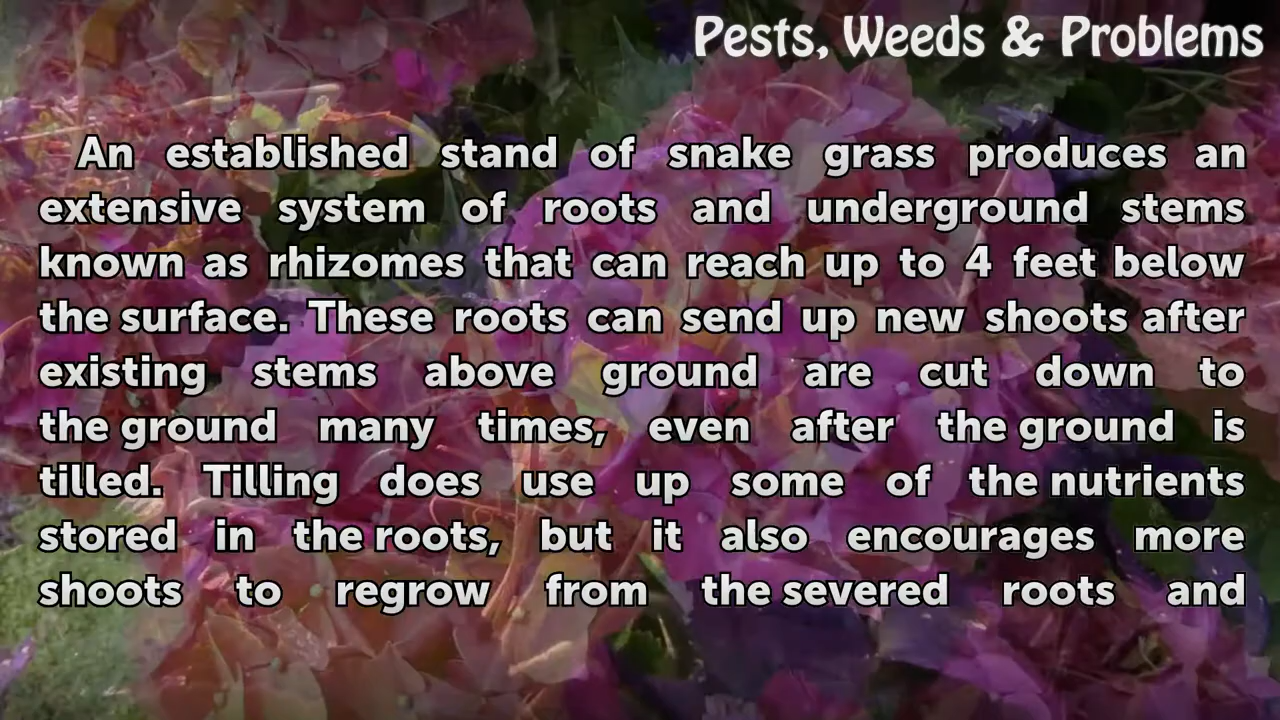 Pests, Weeds & Problems
An established stand of snake grass produces an
extensive system of roots and underground stems
known as rhizomes that can reach up to 4 feet below
the surface. These roots can send up new shoots after
existing stems above ground are cut down to
the ground many times, even after the ground is
tilled. Tilling does use up some of the nutrients
stored in the roots, but it also encourages more
shoots to regrow from the severed roots and